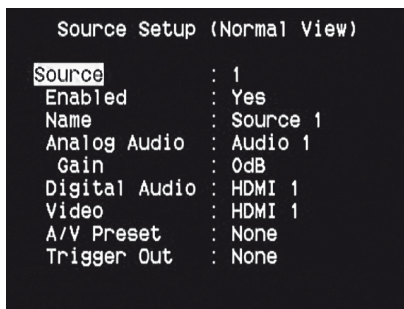 Source Setup (Normal View)
Source : 1
Enabled : Yes
Name : Source 1
Analog Audio : Audio 1
Gain : 0dB
Digital Audio : HDMI 1
Video : HDMI 1
A/V Preset : None
Trigger Out : None